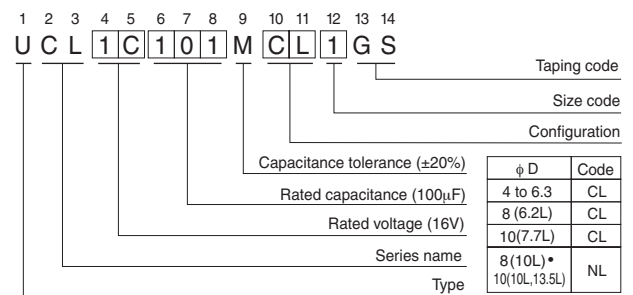 1 2 3 4 5 6 7 8 9 10 11 12 13 14
U C L 1 C 1 0 1 M C L 1 G S
Taping code
Size code
Configuration
Capacitance tolerance (±20%)
Rated capacitance (100μF)
Rated voltage (16V)
Series name
Type
ϕ D Code
4 to 6.3 CL
8 (6.2L) CL
10(7.7L) CL
8(10L)• NL
10(10L,13.5L)